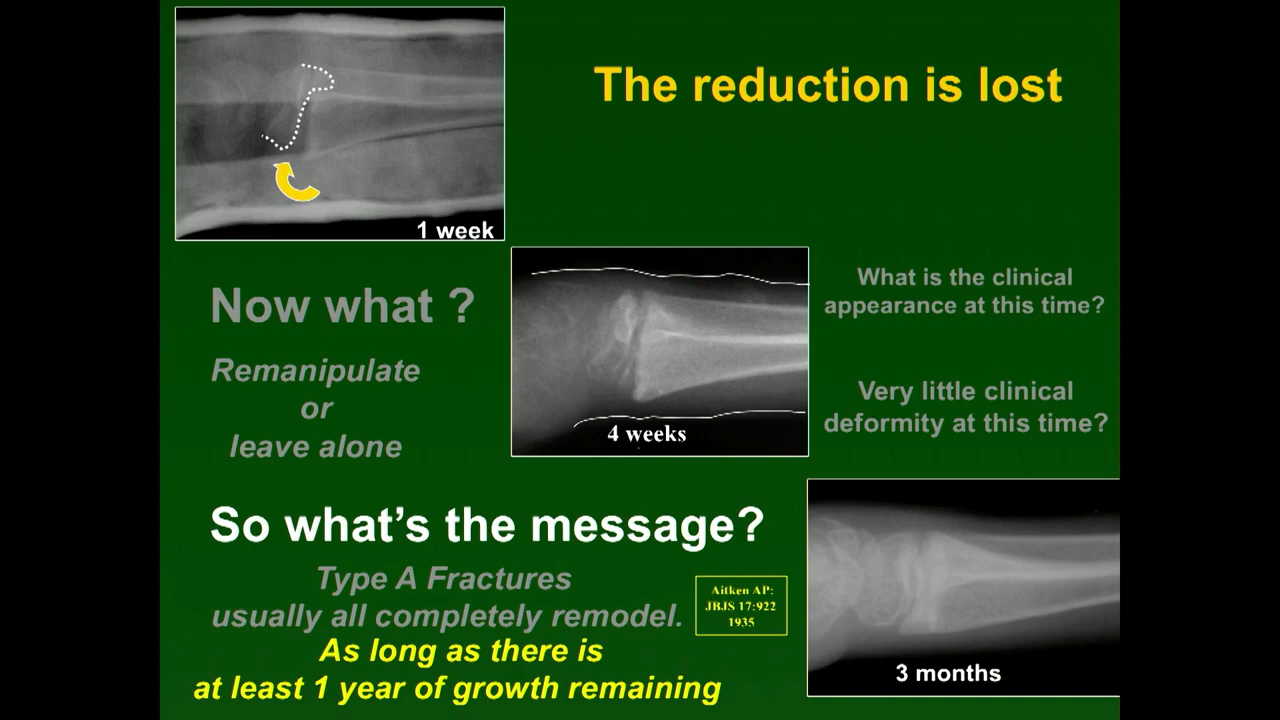 The reduction is lost
1 week
Now what ?
Remanipulate
or
leave alone
4 weeks
What is the clinical
appearance at this time?
Very little clinical
deformity at this time?
So what’s the message?
Type A Fractures
usually all completely remodel.
As long as there is
at least 1 year of growth remaining
Aitken AP:
JBJS 17:922
1935
3 months